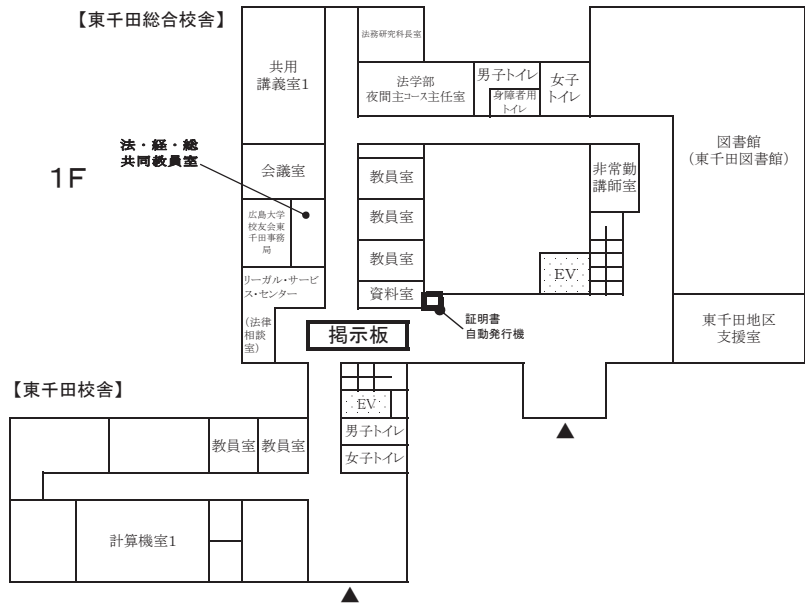 【東千田総合校舎】
法務研究科長室
共用
講義室1
法学部
夜間主コース主任室
男子トイレ
身障者用
トイレ
女子
トイレ
図書館
（東千田図書館）
法・経・総
共同教員室
1F
会議室
教員室
非常勤
講師室
広島大学
校友会東
千田事務
局
教員室
教員室
EV
リーガル・サービ
ス・センター
資料室
証明書
自動発行機
（法律
相談
室）
掲示板
東千田地区
支援室
【東千田校舎】
EV
男子トイレ
教員室
教員室
女子トイレ
計算機室1